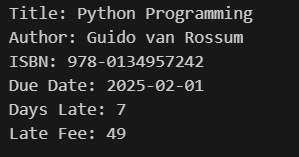 Title: Python Programming
Author: Guido van Rossum
ISBN: 978-0134957242
Due Date: 2025-02-01
Days Late: 7
Late Fee: 49